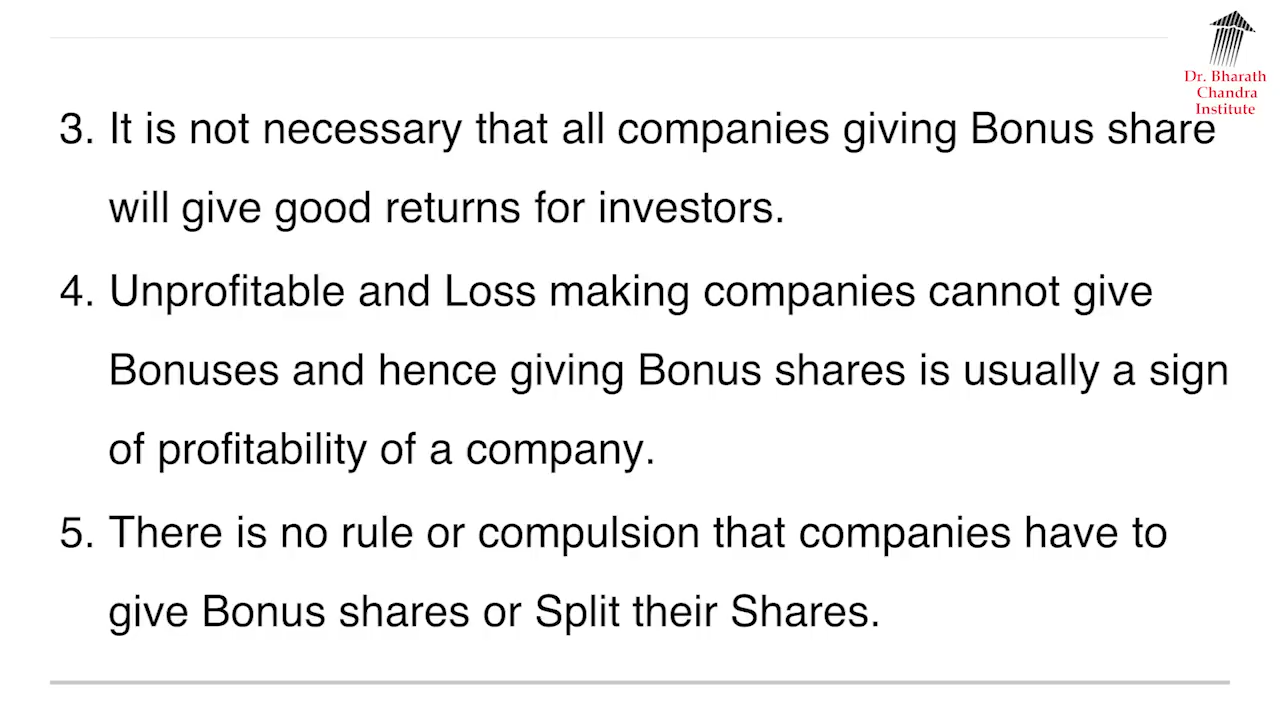 Dr. Bharath
Chandra
Institute
3. It is not necessary that all companies giving Bonus share
will give good returns for investors.
4. Unprofitable and Loss making companies cannot give
Bonuses and hence giving Bonus shares is usually a sign
of profitability of a company.
5. There is no rule or compulsion that companies have to
give Bonus shares or Split their Shares.